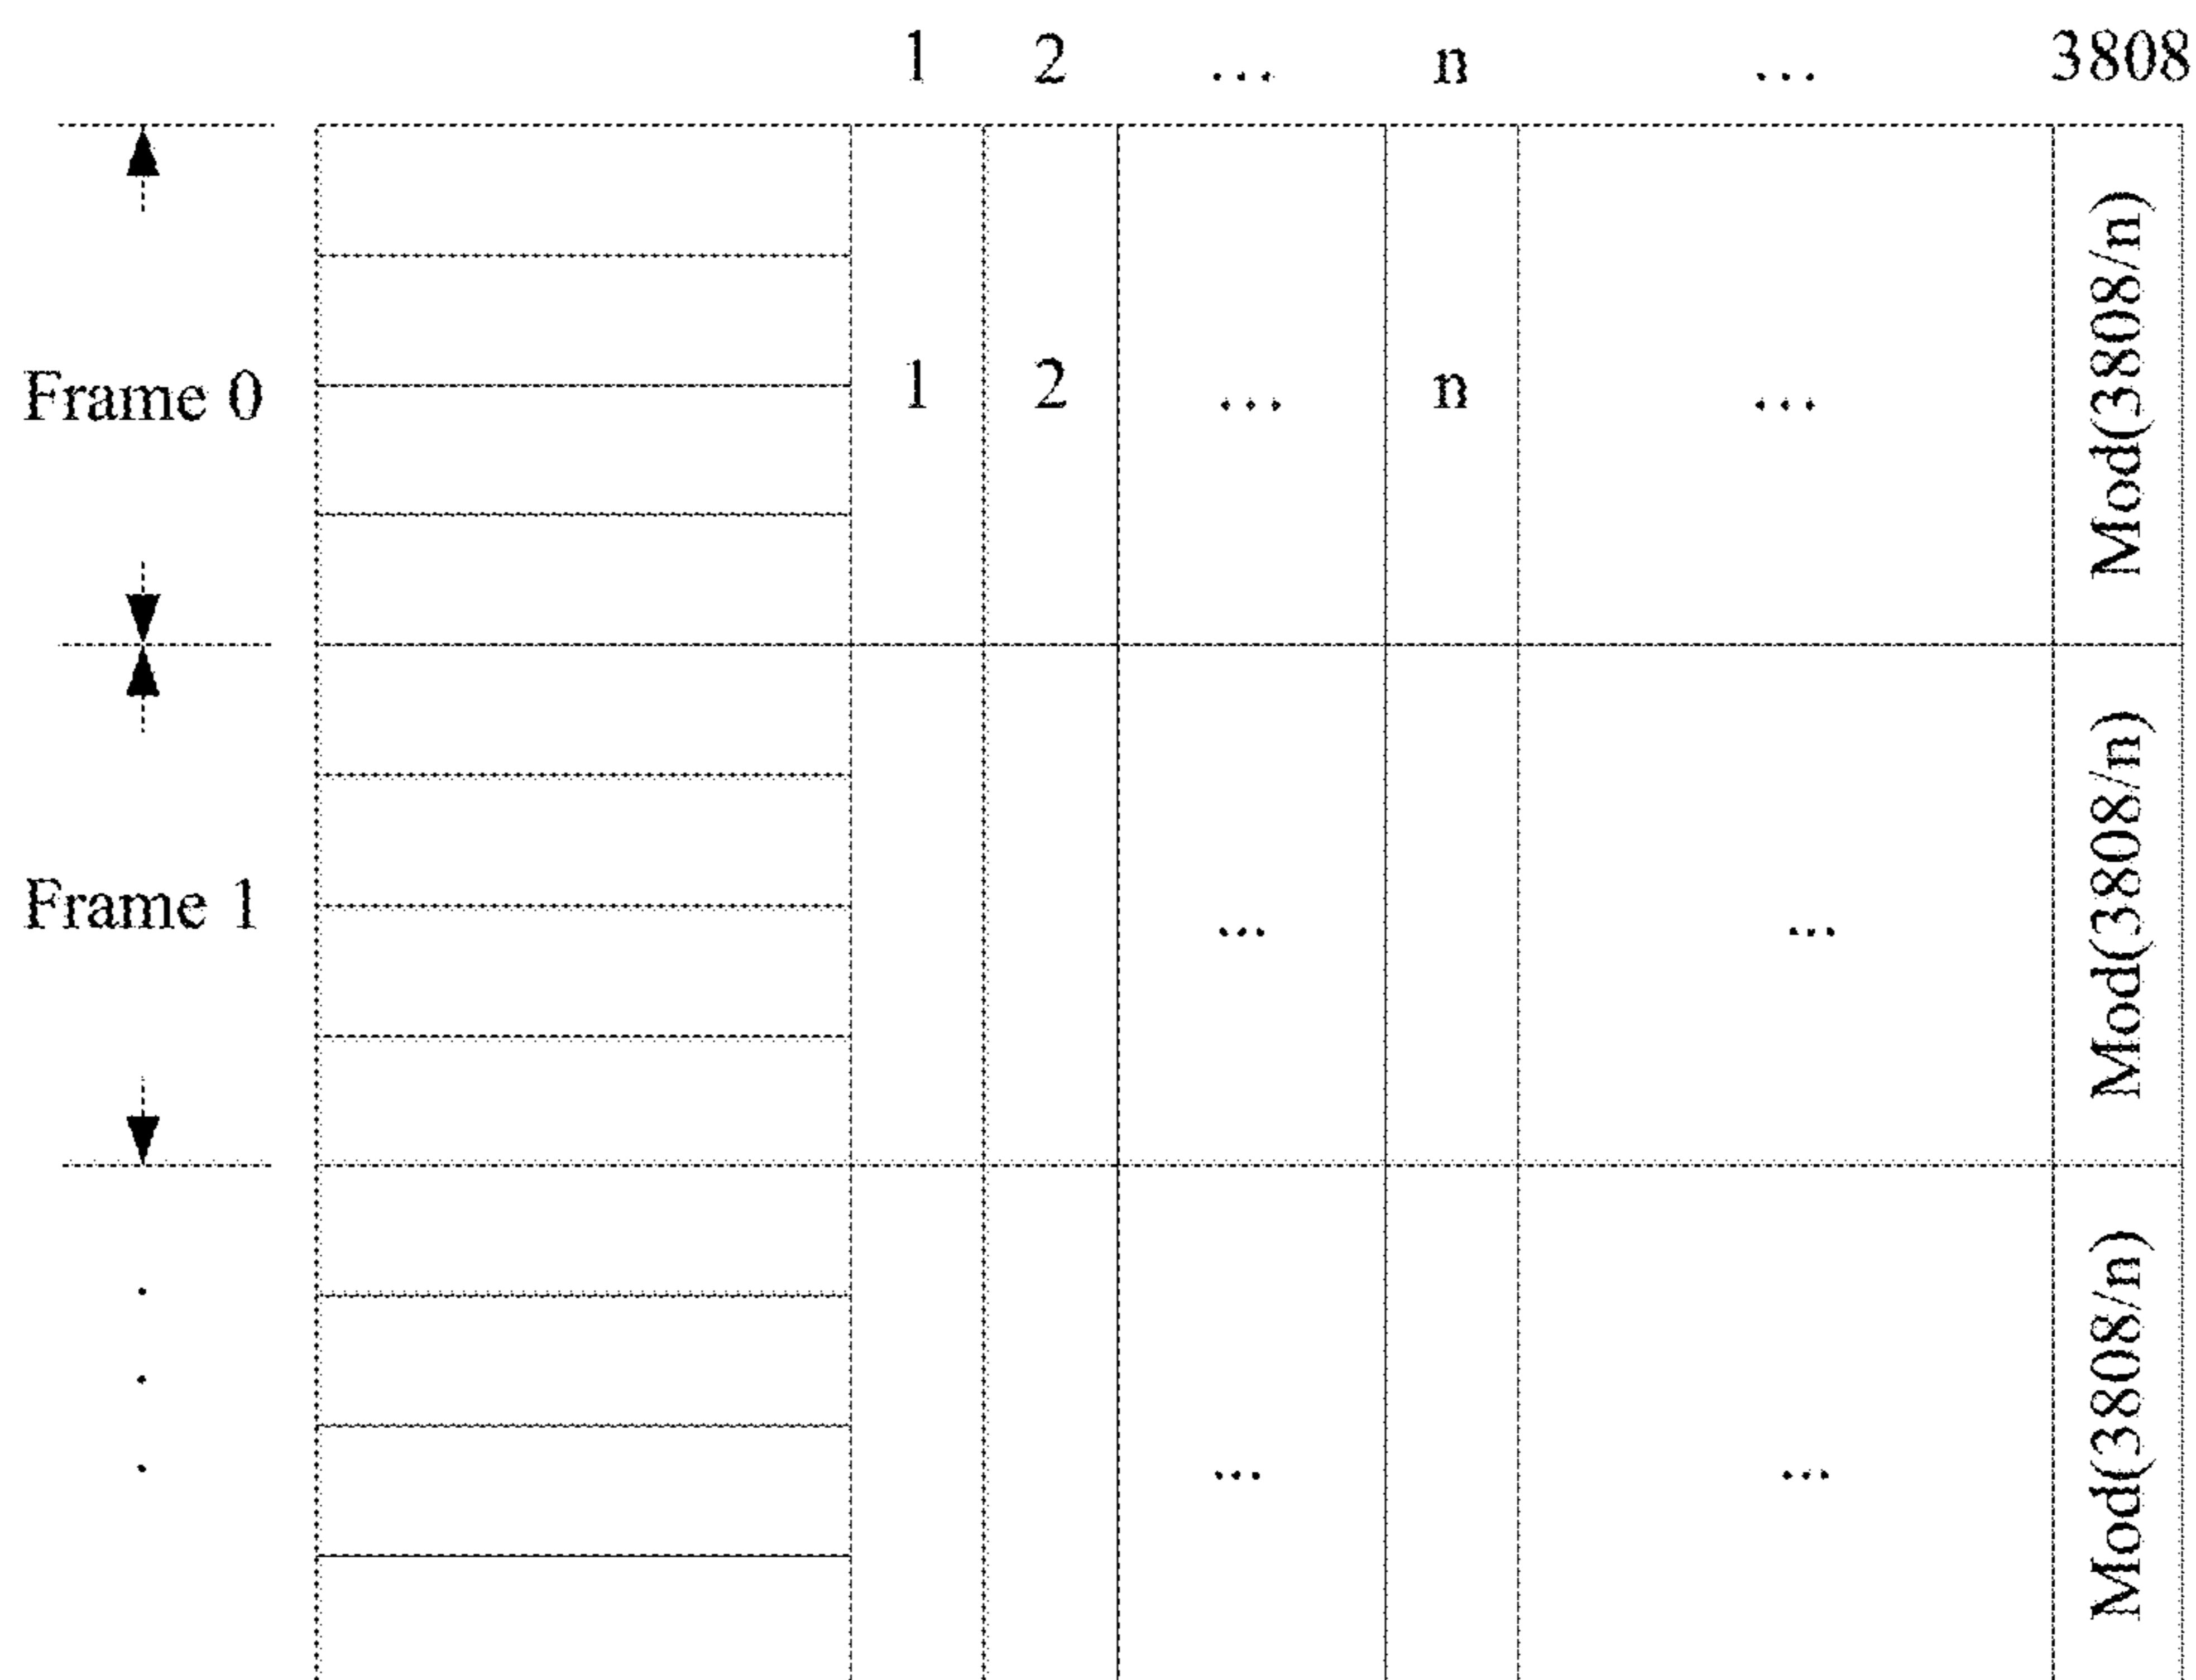 1 2 ... n ... 3808
Frame 0 1 2 ... n ... Mod(3808/n)
Frame 1 ... ... Mod(3808/n)
... ... Mod(3808/n)